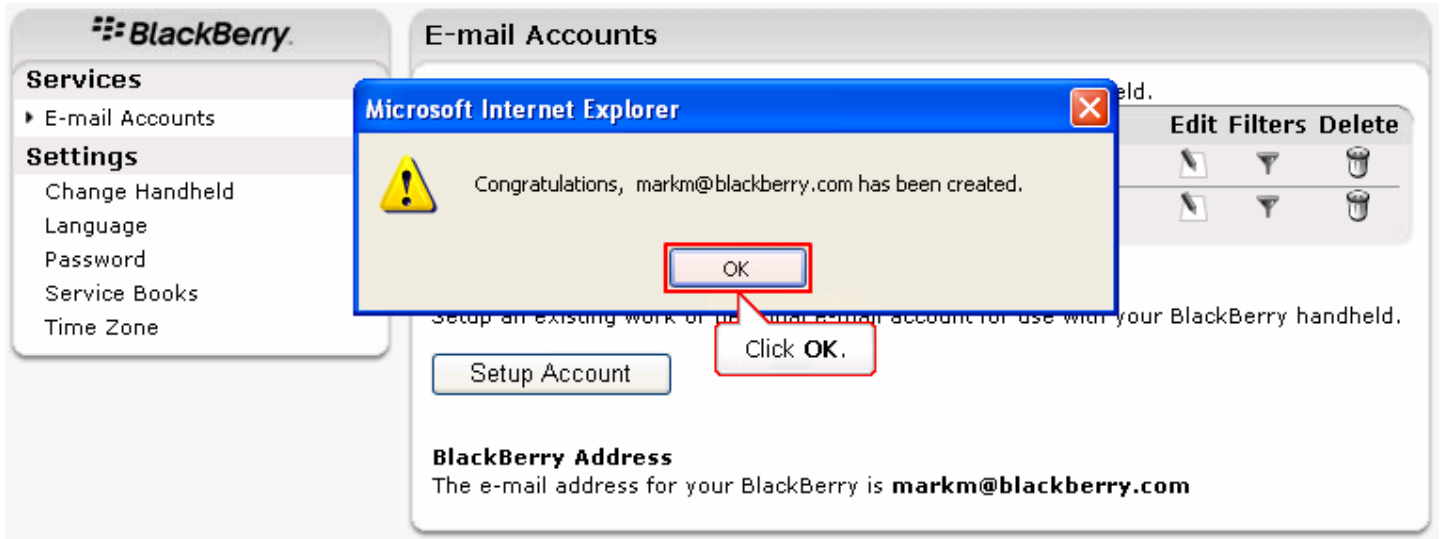 BlackBerry.
Services
E-mail Accounts
Settings
Change Handheld
Language
Password
Service Books
Time Zone
E-mail Accounts
eld.
Edit Filters Delete
Microsoft Internet Explorer
Congratulations, markm@blackberry.com has been created.
OK
Click OK.
Setup an existing work or personal e-mail account for use with your BlackBerry handheld.
Setup Account
BlackBerry Address
The e-mail address for your BlackBerry is markm@blackberry.com